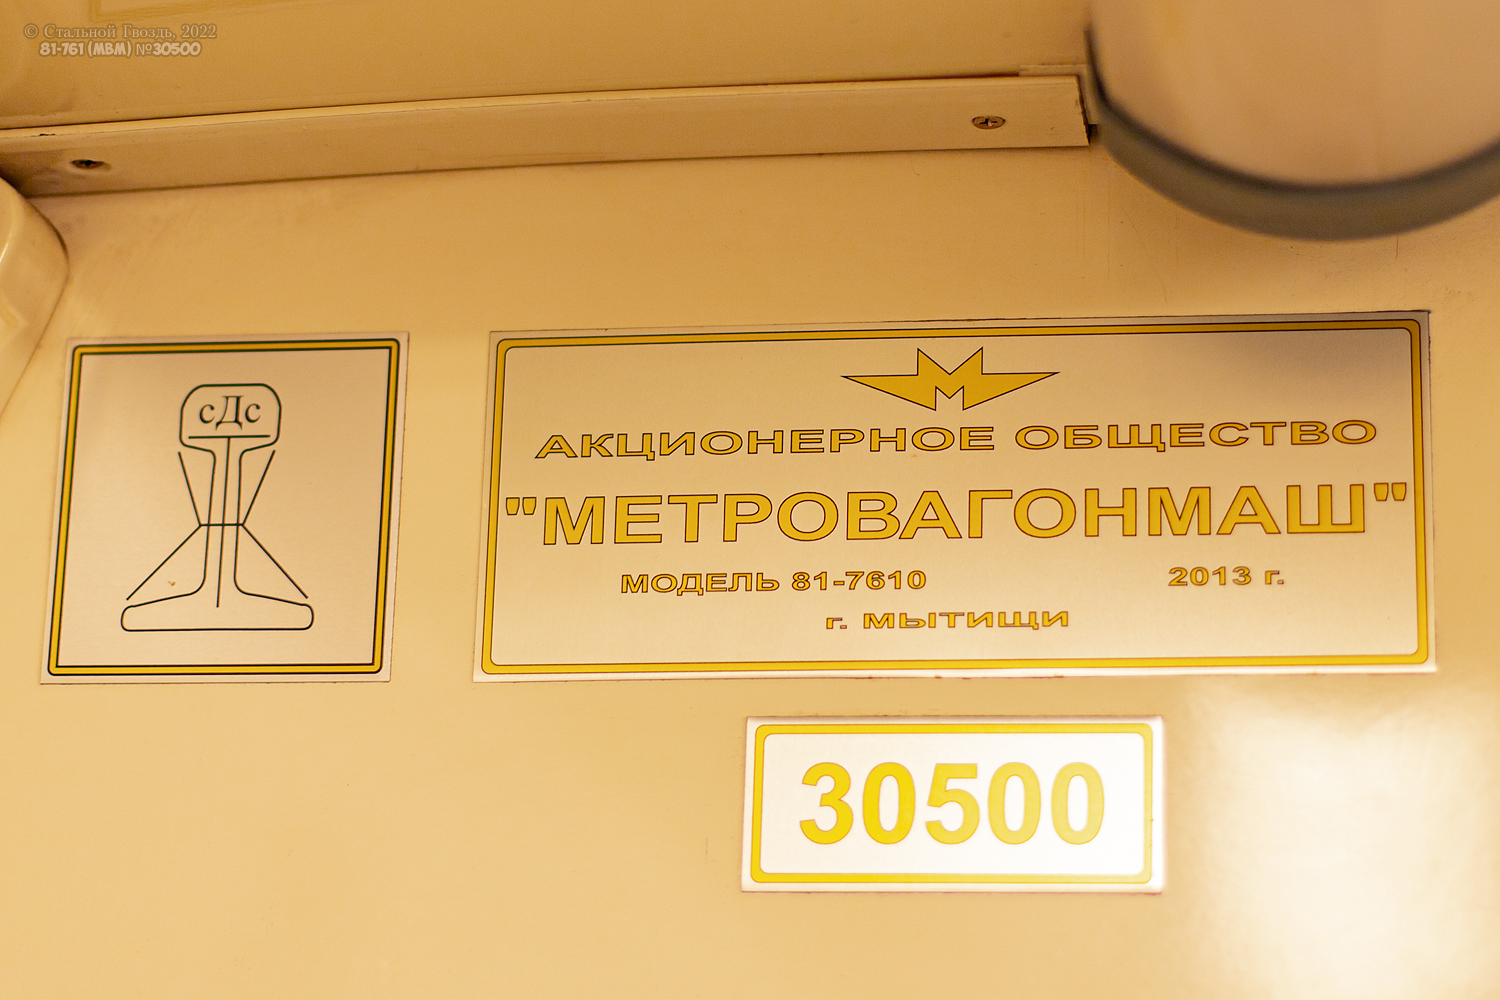 © Стальной Гвоздь, 2022
81-761 (МВМ) №30500
сДс
АКЦИОНЕРНОЕ ОБЩЕСТВО
"МЕТРОВАГОНМАШ"
МОДЕЛЬ 81-7610 2013 г.
г. МЫТИЩИ
30500